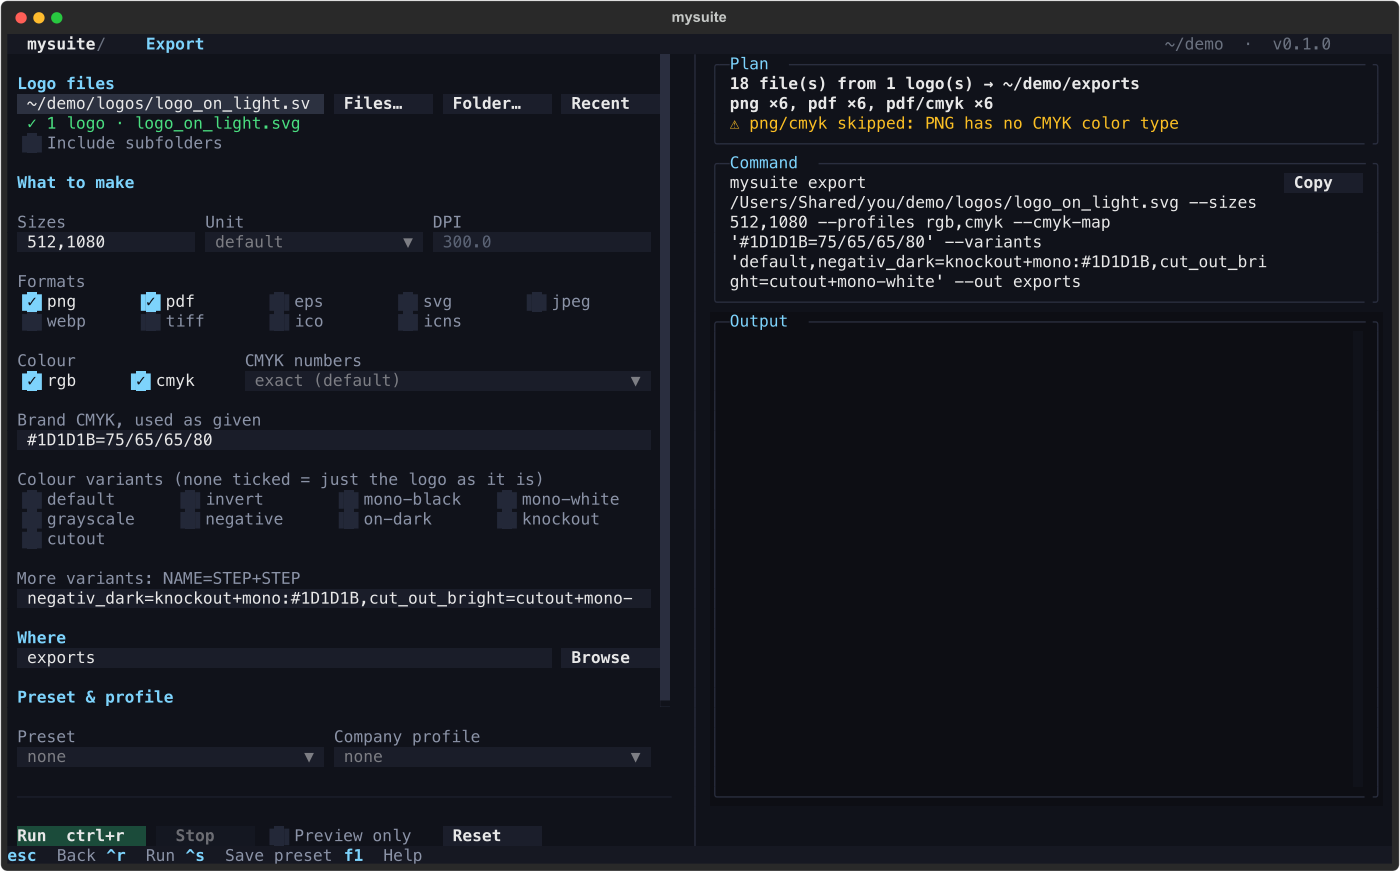 mysuite
mysuite/ Export ~/demo · v0.1.0
Logo files
~/demo/logos/logo_on_light.sv Files… Folder… Recent
✓ 1 logo · logo_on_light.svg
Include subfolders
What to make
Sizes Unit DPI
512,1080 default ▼ 300.0
Formats
✓ png ✓ pdf eps svg jpeg
webp tiff ico icns
Colour CMYK numbers
✓ rgb ✓ cmyk exact (default) ▼
Brand CMYK, used as given
#1D1D1B=75/65/65/80
Colour variants (none ticked = just the logo as it is)
default invert mono-black mono-white
grayscale negative on-dark knockout
cutout
More variants: NAME=STEP+STEP
negativ_dark=knockout+mono:#1D1D1B,cut_out_bright=cutout+mono-
Where
exports Browse
Preset & profile
Preset Company profile
none ▼ none ▼
Run ctrl+r Stop Preview only Reset
esc Back ^r Run ^s Save preset f1 Help
Plan
18 file(s) from 1 logo(s) → ~/demo/exports
png ×6, pdf ×6, pdf/cmyk ×6
⚠ png/cmyk skipped: PNG has no CMYK color type
Command
mysuite export Copy
/Users/Shared/you/demo/logos/logo_on_light.svg --sizes
512,1080 --profiles rgb,cmyk --cmyk-map
'#1D1D1B=75/65/65/80' --variants
'default,negativ_dark=knockout+mono:#1D1D1B,cut_out_bri
ght=cutout+mono-white' --out exports
Output